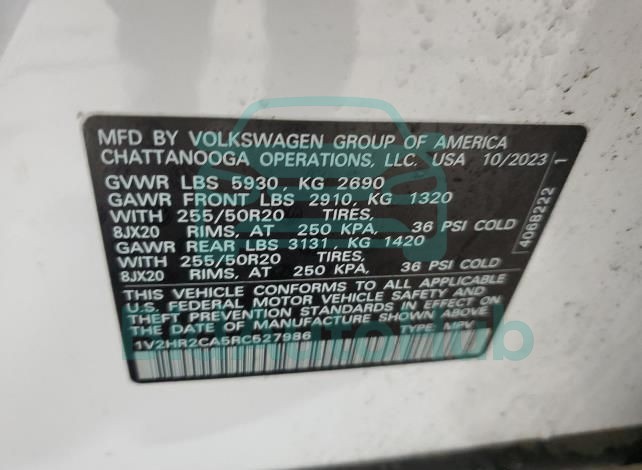 MFD BY VOLKSWAGEN GROUP OF AMERICA
CHATTANOOGA OPERATIONS, LLC. USA 10/2023
GVWR LBS 5930, KG 2690
GAWR FRONT LBS 2910, KG 1320
WITH 255/50R20 TIRES,
8JX20 RIMS, AT 250 KPA, 36 PSI COLD
GAWR REAR LBS 3131, KG 1420
WITH 255/50R20 TIRES,
8JX20 RIMS, AT 250 KPA, 36 PSI COLD
THIS VEHICLE CONFORMS TO ALL APPLICABLE
U.S. FEDERAL MOTOR VEHICLE SAFETY AND
THEFT PREVENTION STANDARDS IN EFFECT ON
THE DATE OF MANUFACTURE SHOWN ABOVE.
1V2HR2CA5RC527986 TYPE: MPV
4068222 1